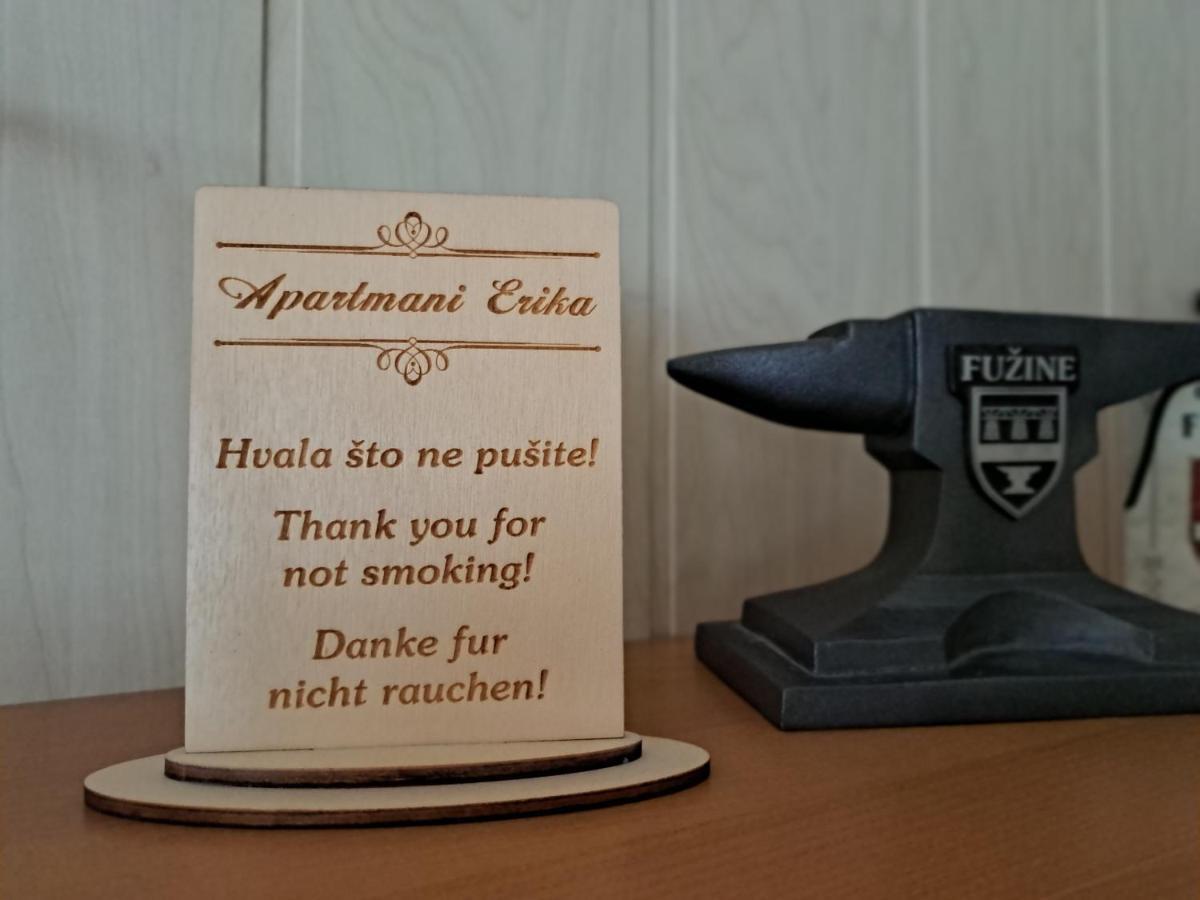 Apartmani Erika
Hvala što ne pušite!
Thank you for
not smoking!
Danke fur
nicht rauchen!
FUŽINE